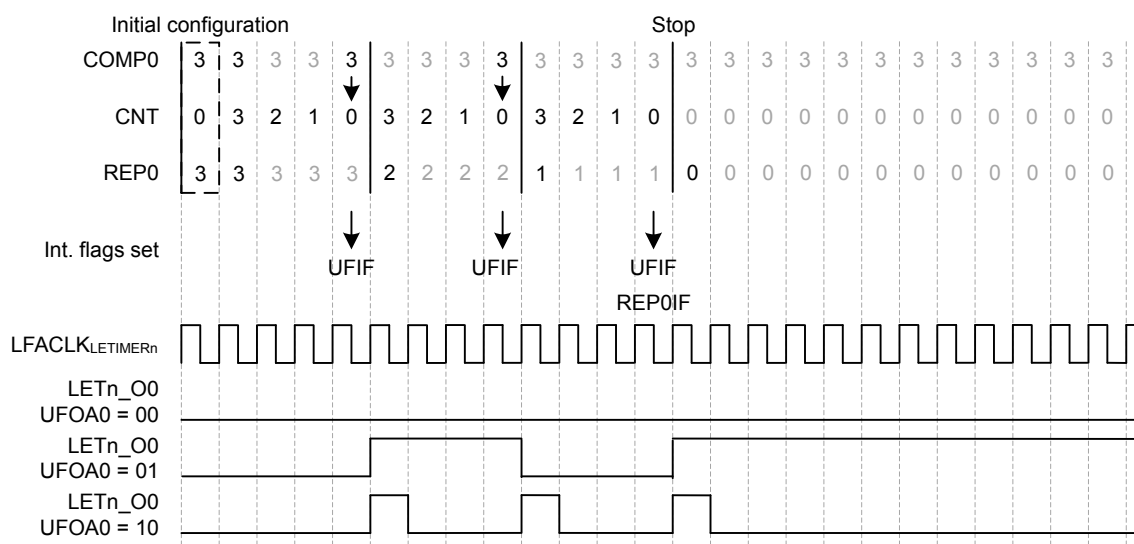 Initial configuration Stop
COMP0 3 3 3 3 3 3 3 3 3 3 3 3 3 3 3 3 3 3 3 3 3 3 3 3 3
CNT 0 3 2 1 0 3 2 1 0 3 2 1 0 0 0 0 0 0 0 0 0 0 0 0 0
REP0 3 3 3 3 3 2 2 2 2 1 1 1 1 0 0 0 0 0 0 0 0 0 0 0 0
Int. flags set
UFIF UFIF UFIF
REP0IF
LFACLKLETIMERn
LETn_O0
UFOA0 = 00
LETn_O0
UFOA0 = 01
LETn_O0
UFOA0 = 10